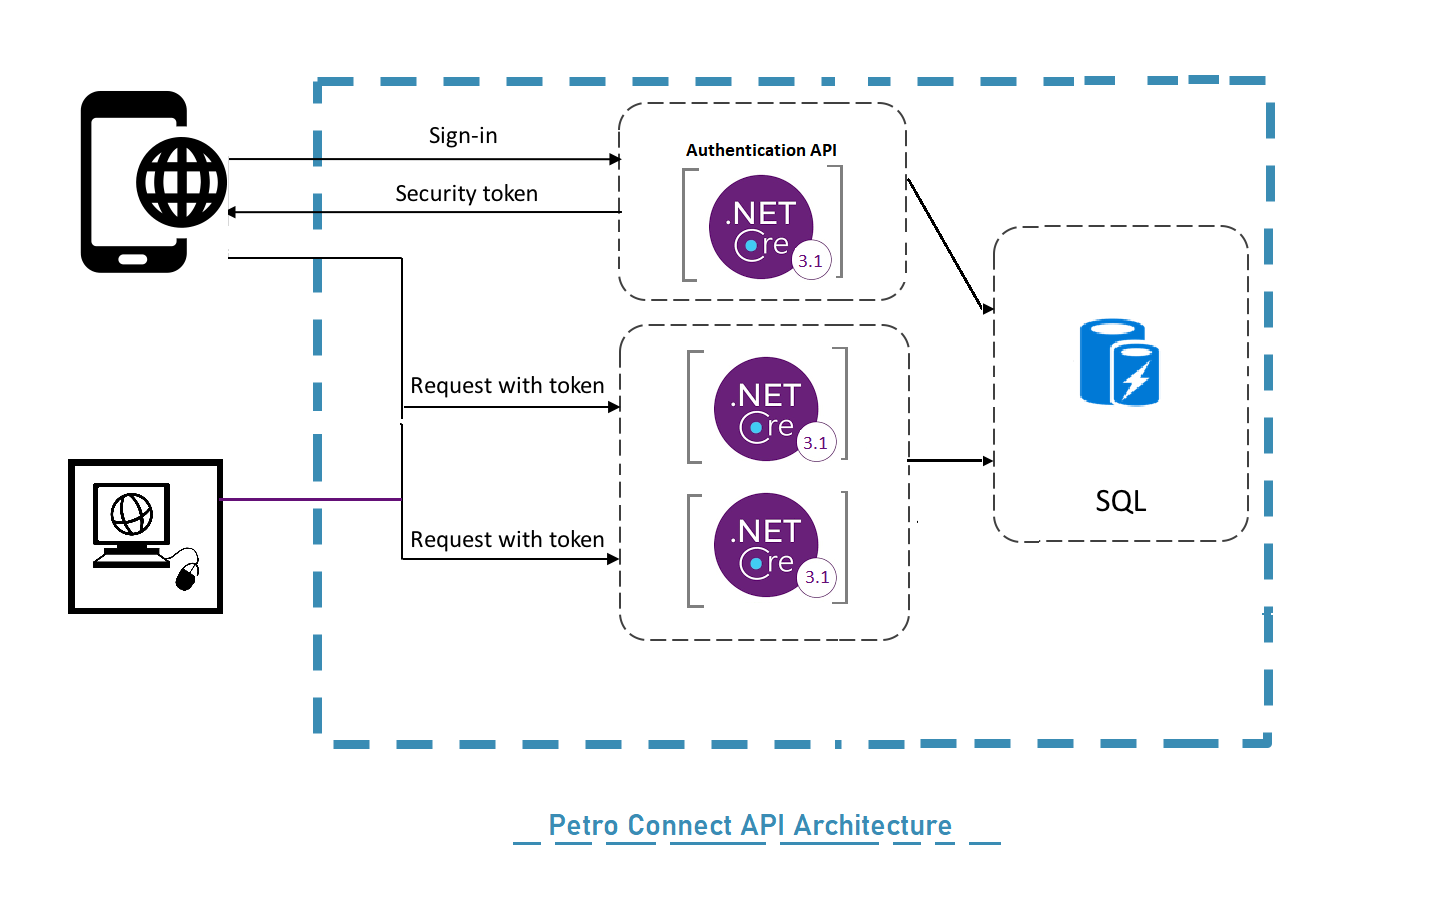 Sign-in
Authentication API
Security token
.NET
Core
3.1
Request with token
.NET
Core
3.1
SQL
Request with token
.NET
Core
3.1
Petro Connect API Architecture